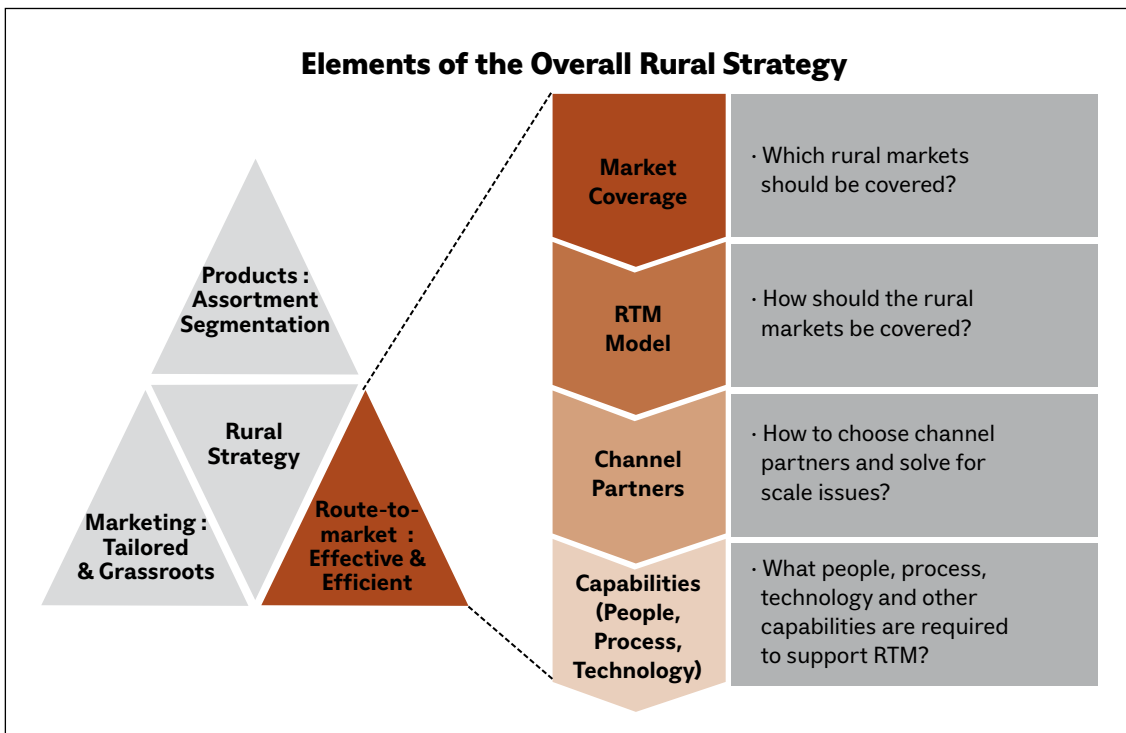 Elements of the Overall Rural Strategy
Products :
Assortment
Segmentation
Rural
Strategy
Marketing :
Tailored
& Grassroots
Route-to-
market :
Effective &
Efficient
Market
Coverage
· Which rural markets
should be covered?
RTM
Model
· How should the rural
markets be covered?
Channel
Partners
· How to choose channel
partners and solve for
scale issues?
Capabilities
(People,
Process,
Technology)
· What people, process,
technology and other
capabilities are required
to support RTM?